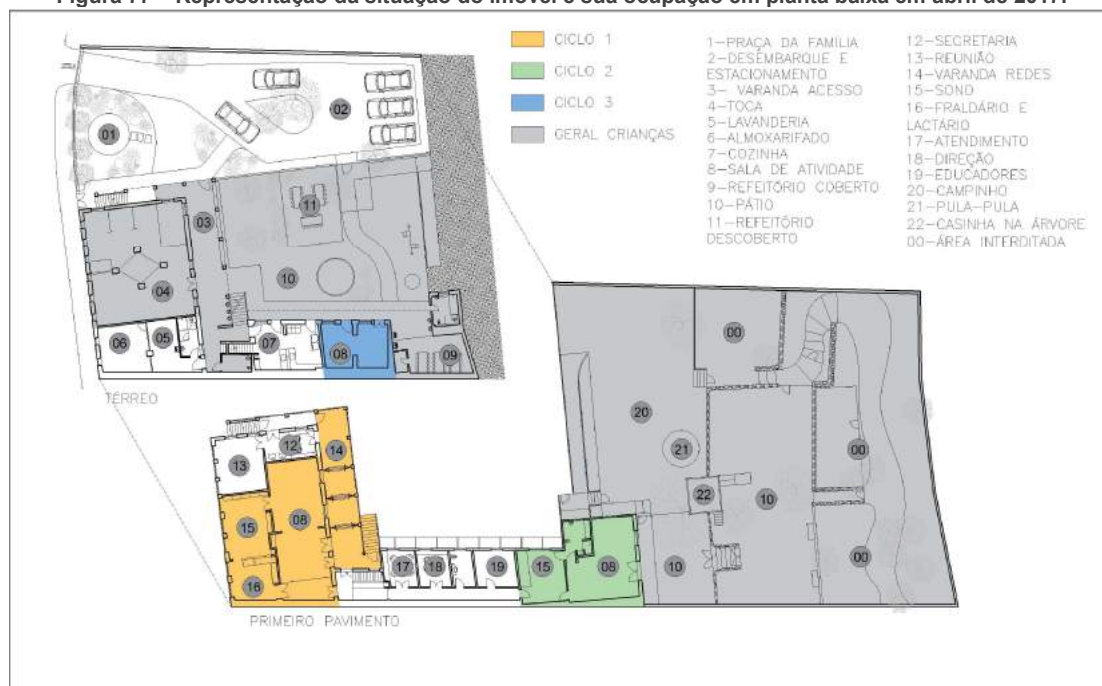 Figura 77 – Representação da situação do imóvel e sua ocupação em planta baixa em abril de 2017.
CICLO 1
CICLO 2
CICLO 3
GERAL CRIANÇAS
1–PRAÇA DA FAMÍLIA
2–DESEMBARQUE E
ESTACIONAMENTO
3– VARANDA ACESSO
4–TOCA
5–LAVANDERIA
6–ALMOXARIFADO
7–COZINHA
8–SALA DE ATIVIDADE
9–REFEITÓRIO COBERTO
10–PÁTIO
11–REFEITÓRIO
DESCOBERTO
12–SECRETARIA
13–REUNIÃO
14–VARANDA REDES
15–SONO
16–FRALDÁRIO E
LACTÁRIO
17–ATENDIMENTO
18–DIREÇÃO
19–EDUCADORES
20–CAMPINHO
21–PULA–PULA
22–CASINHA NA ÁRVORE
00–ÁREA INTERDITADA
02
01
11
03
10
04
06
05
07
08
09
TÉRREO
00
20
21
14
12
13
00
22
10
08
15
17
18
19
15
08
10
00
16
PRIMEIRO PAVIMENTO